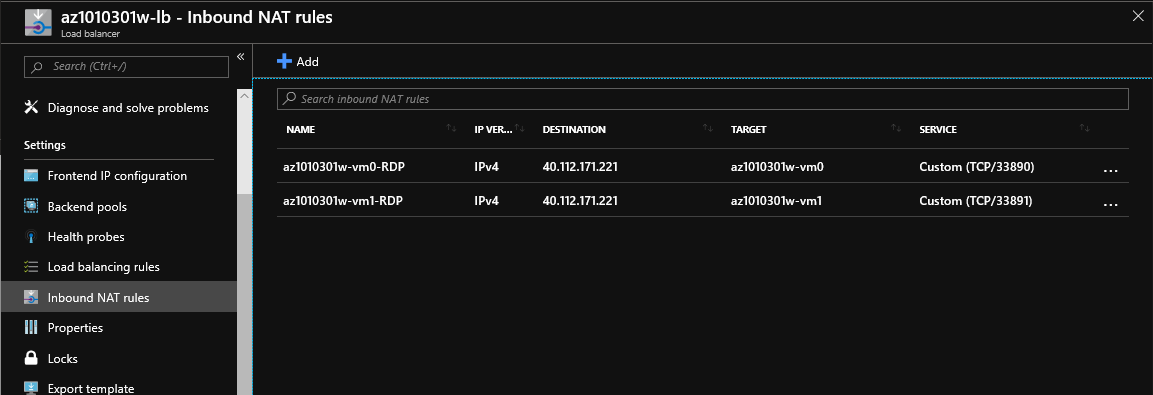 az1010301w-lb - Inbound NAT rules
Load balancer
Search (Ctrl+/)
«
Diagnose and solve problems
Settings
Frontend IP configuration
Backend pools
Health probes
Load balancing rules
Inbound NAT rules
Properties
Locks
Export template
Add
Search inbound NAT rules
NAME IP VER... DESTINATION TARGET SERVICE
az1010301w-vm0-RDP IPv4 40.112.171.221 az1010301w-vm0 Custom (TCP/33890) ...
az1010301w-vm1-RDP IPv4 40.112.171.221 az1010301w-vm1 Custom (TCP/33891) ...